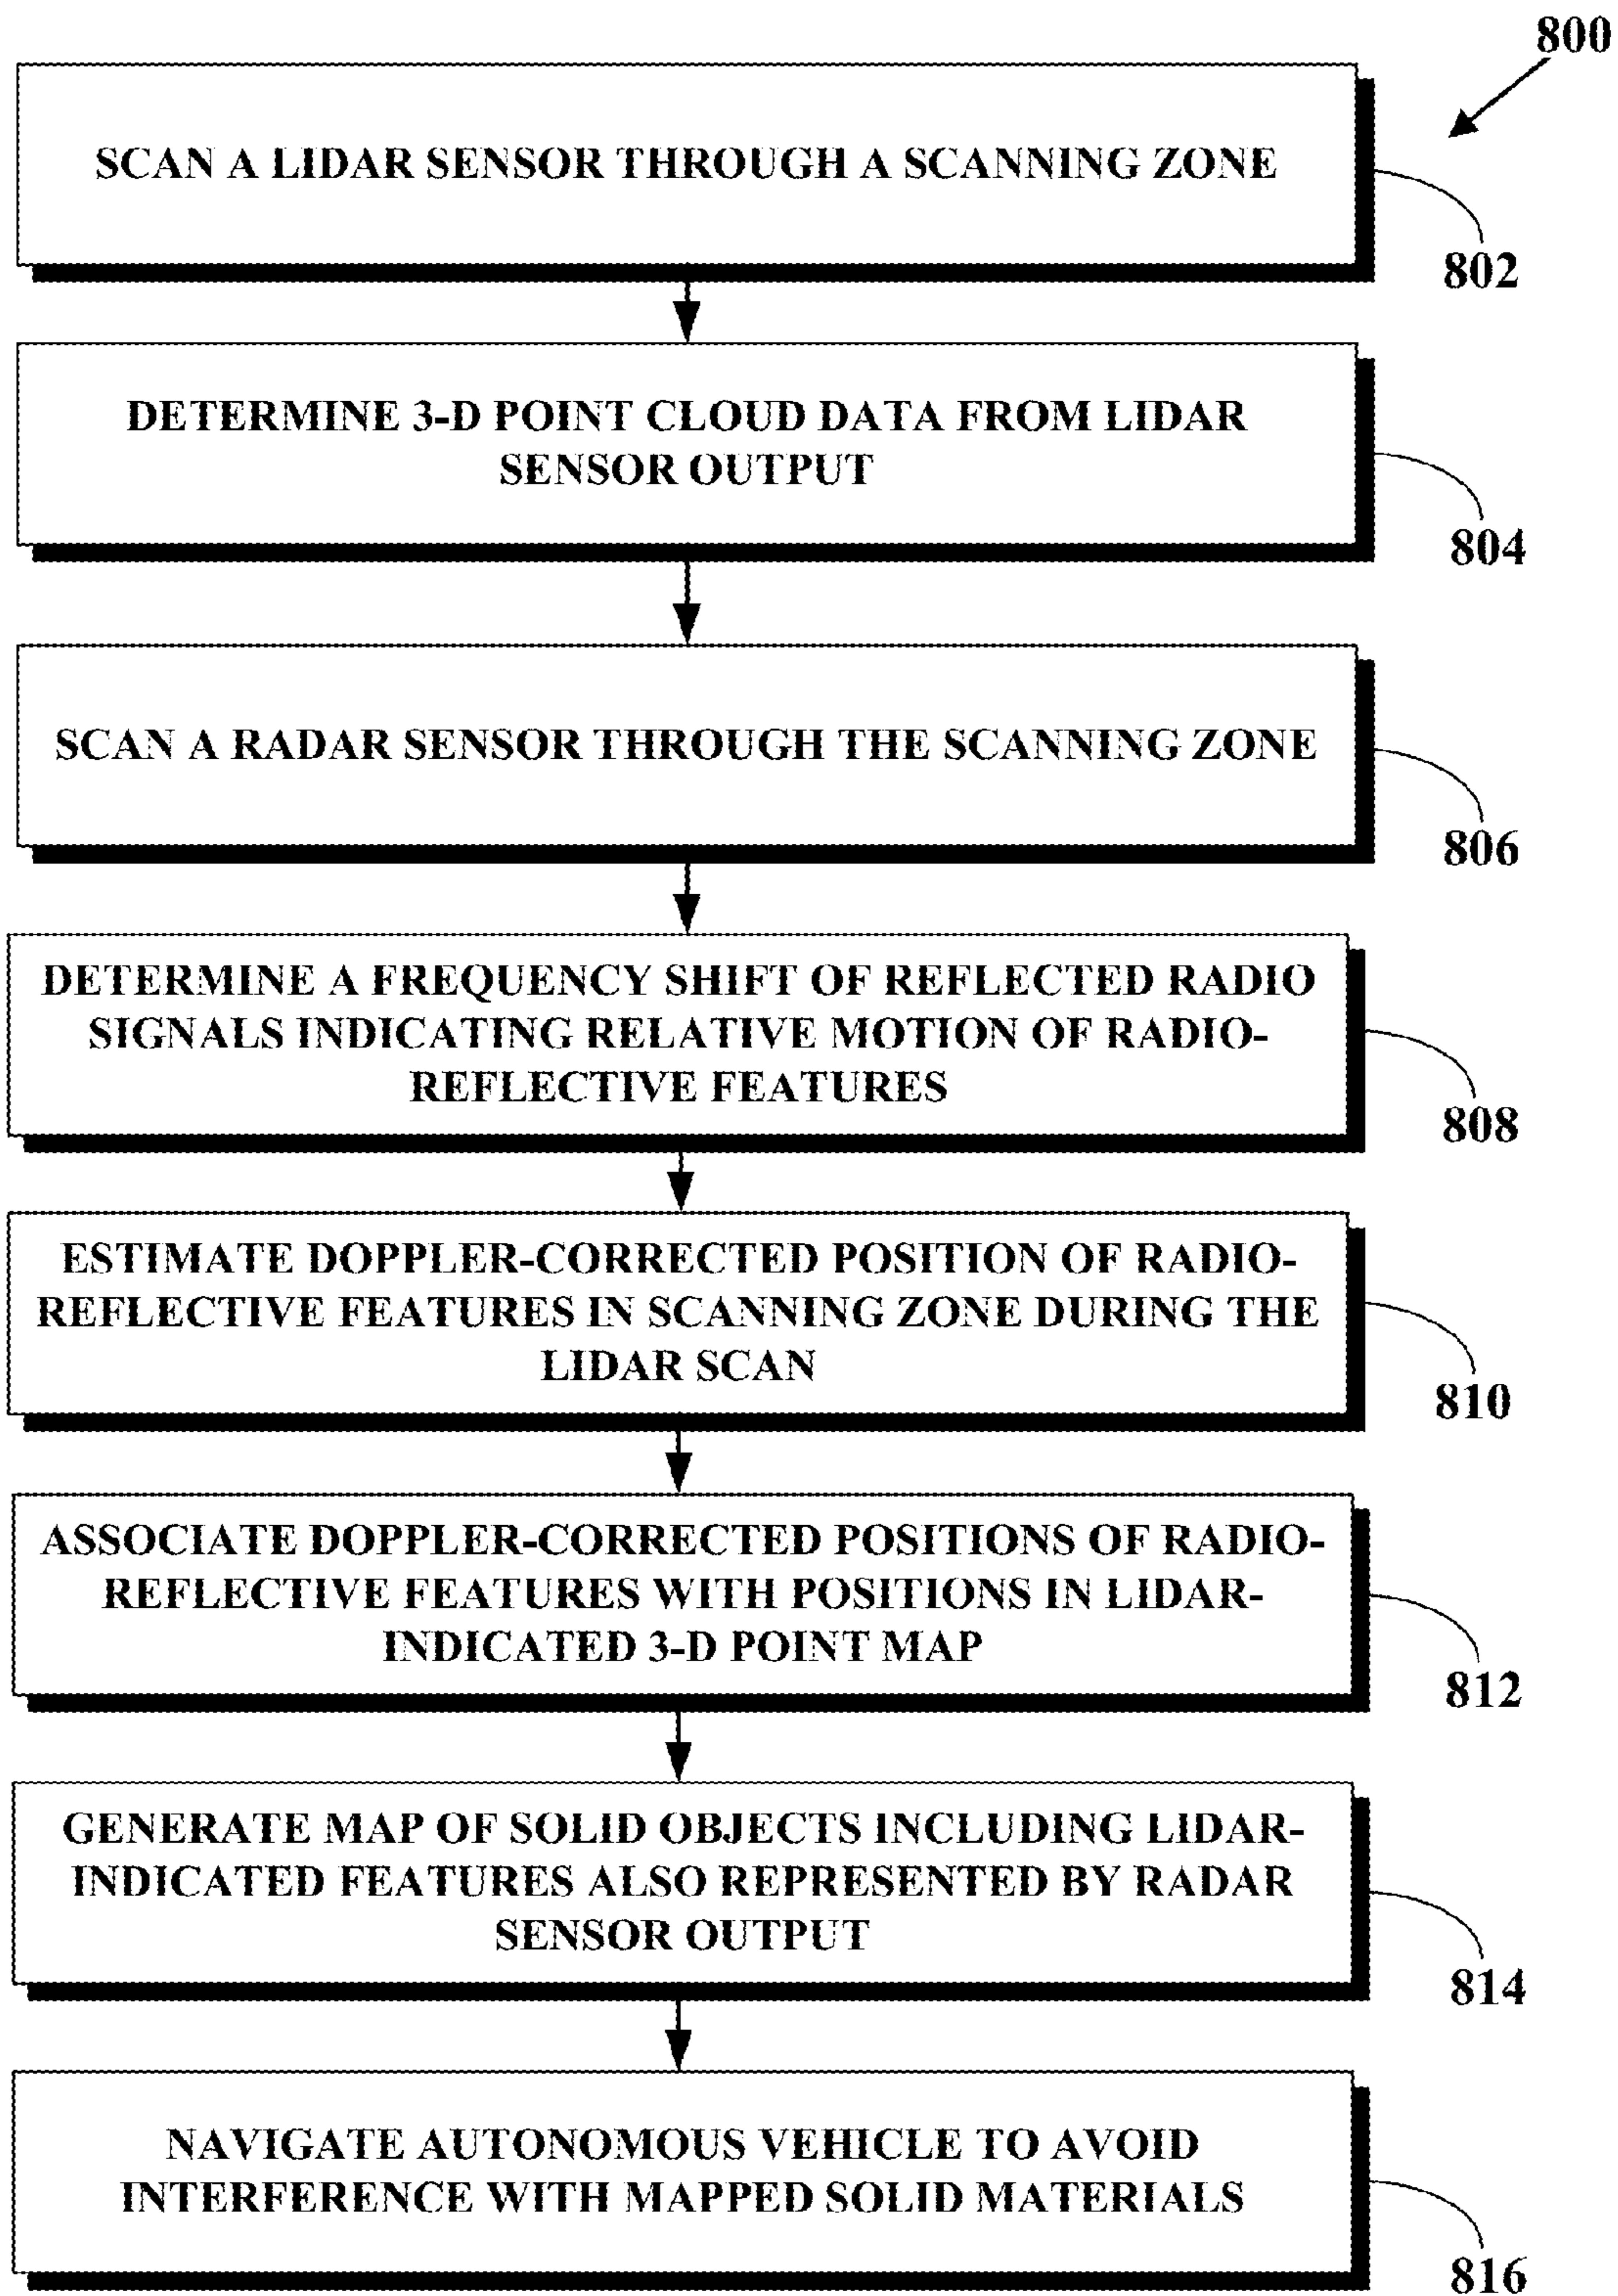 800
SCAN A LIDAR SENSOR THROUGH A SCANNING ZONE
802
DETERMINE 3-D POINT CLOUD DATA FROM LIDAR
SENSOR OUTPUT
804
SCAN A RADAR SENSOR THROUGH THE SCANNING ZONE
806
DETERMINE A FREQUENCY SHIFT OF REFLECTED RADIO
SIGNALS INDICATING RELATIVE MOTION OF RADIO-
REFLECTIVE FEATURES
808
ESTIMATE DOPPLER-CORRECTED POSITION OF RADIO-
REFLECTIVE FEATURES IN SCANNING ZONE DURING THE
LIDAR SCAN
810
ASSOCIATE DOPPLER-CORRECTED POSITIONS OF RADIO-
REFLECTIVE FEATURES WITH POSITIONS IN LIDAR-
INDICATED 3-D POINT MAP
812
GENERATE MAP OF SOLID OBJECTS INCLUDING LIDAR-
INDICATED FEATURES ALSO REPRESENTED BY RADAR
SENSOR OUTPUT
814
NAVIGATE AUTONOMOUS VEHICLE TO AVOID
INTERFERENCE WITH MAPPED SOLID MATERIALS
816